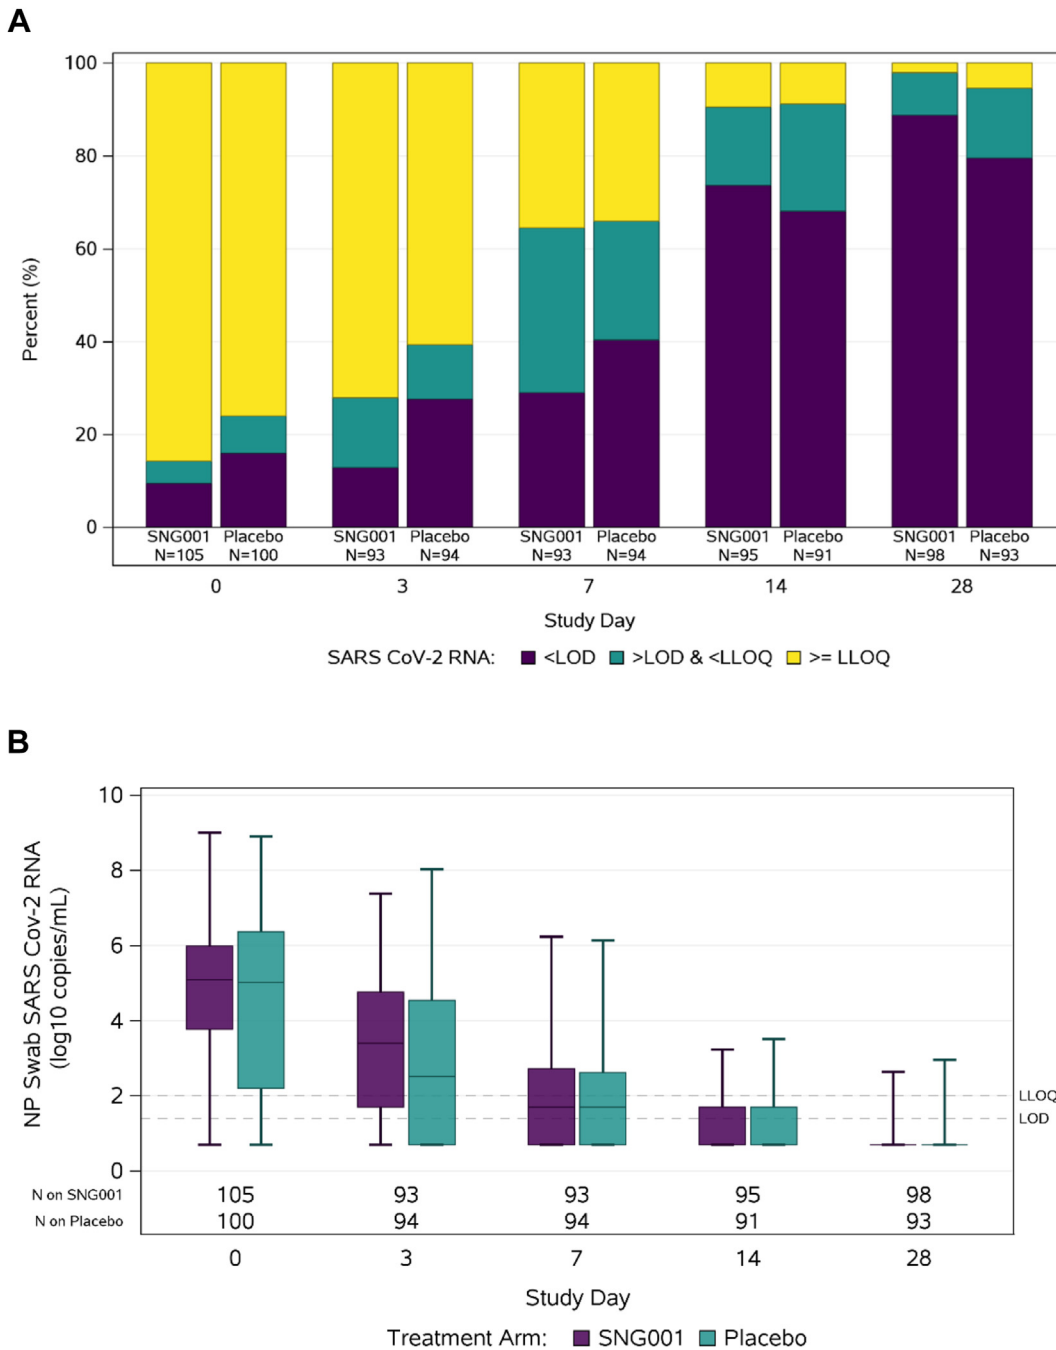 A
100
80
60
40
20
0
Percent (%)
SNG001 Placebo SNG001 Placebo SNG001 Placebo SNG001 Placebo SNG001 Placebo
N=105 N=100 N=93 N=94 N=93 N=94 N=95 N=91 N=98 N=93
0 3 7 14 28
Study Day
SARS CoV-2 RNA: <LOD >LOD & <LLOQ >= LLOQ
B
10
8
6
4
2
0
NP Swab SARS Cov-2 RNA
(log10 copies/mL)
LLOQ
LOD
N on SNG001 105 93 93 95 98
N on Placebo 100 94 94 91 93
0 3 7 14 28
Study Day
Treatment Arm: SNG001 Placebo